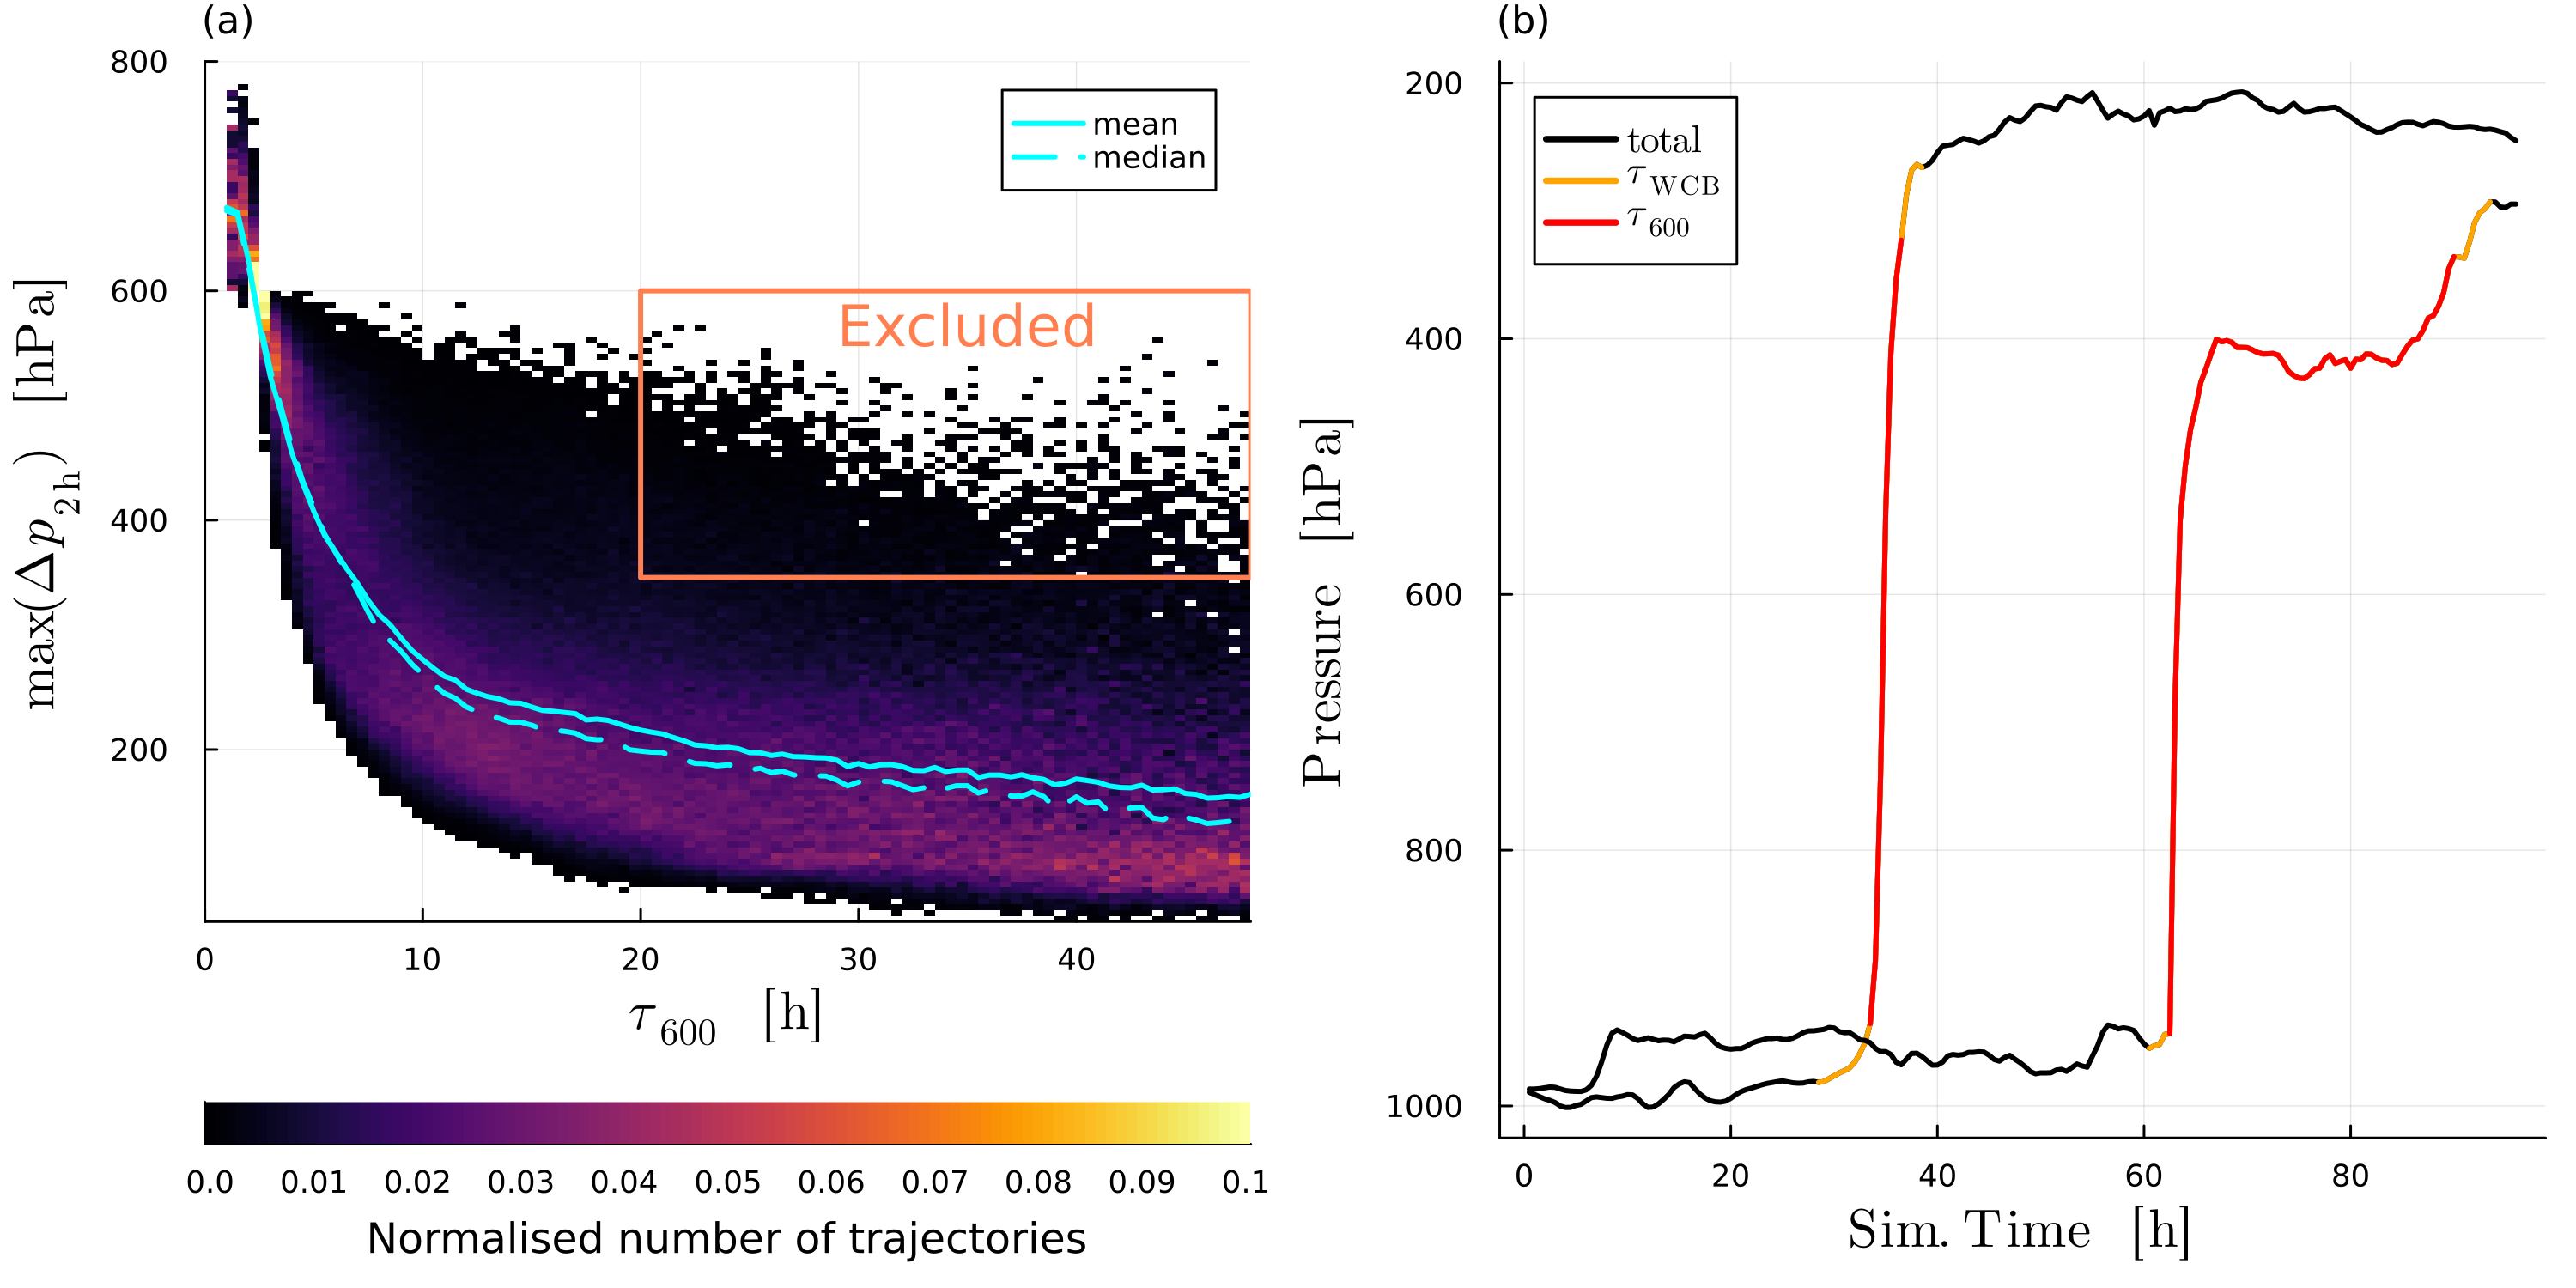 (a)
800
600
400
200
max(Δp2h) [hPa]
mean
median
Excluded
0 10 20 30 40
τ600 [h]
0.0 0.01 0.02 0.03 0.04 0.05 0.06 0.07 0.08 0.09 0.1
Normalised number of trajectories
(b)
200
400
600
800
1000
Pressure [hPa]
total
τWCB
τ600
0 20 40 60 80
Sim. Time [h]